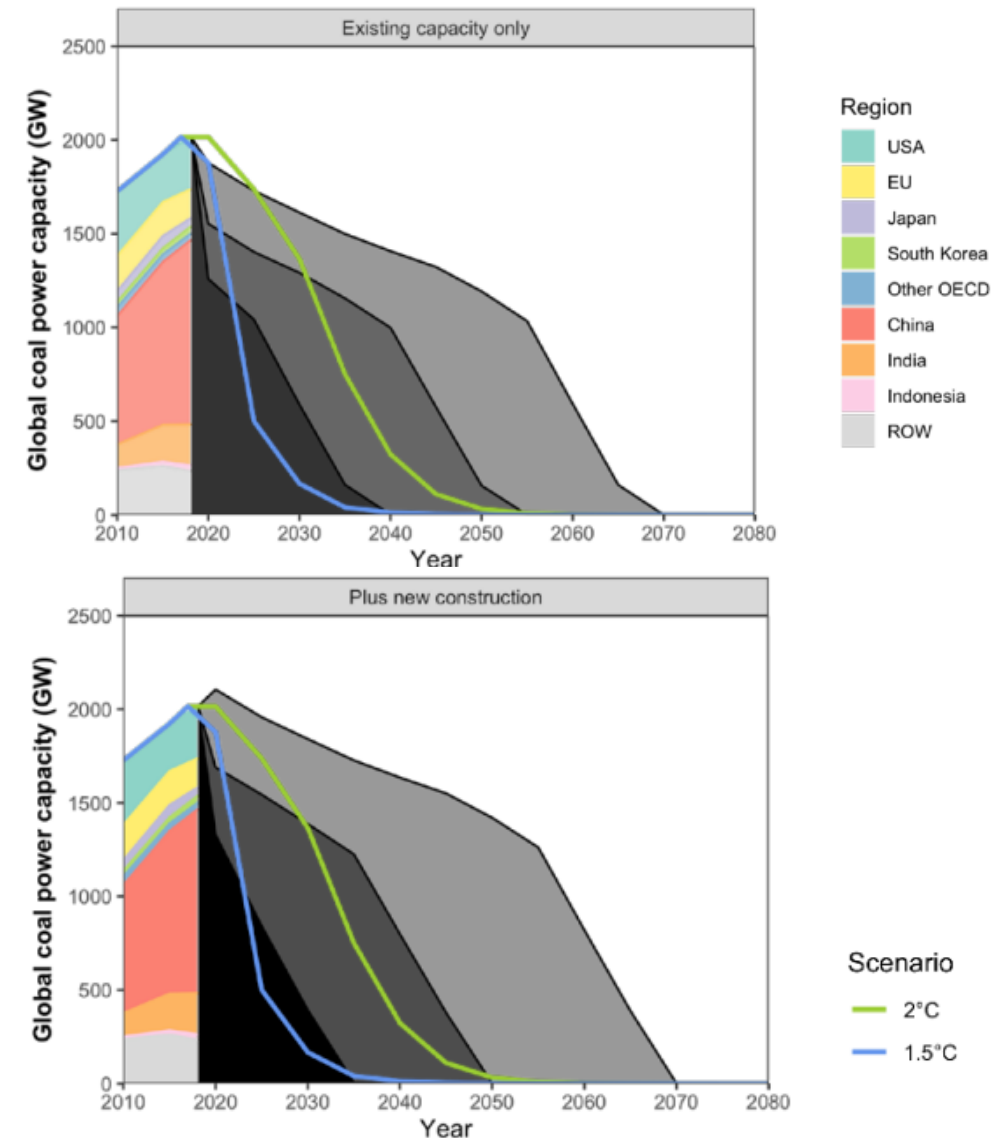 Existing capacity only
Global coal power capacity (GW)
2500
2000
1500
1000
500
0
2010 2020 2030 2040 2050 2060 2070 2080
Year
Region
USA
EU
Japan
South Korea
Other OECD
China
India
Indonesia
ROW
Plus new construction
Global coal power capacity (GW)
2500
2000
1500
1000
500
0
2010 2020 2030 2040 2050 2060 2070 2080
Year
Scenario
2°C
1.5°C